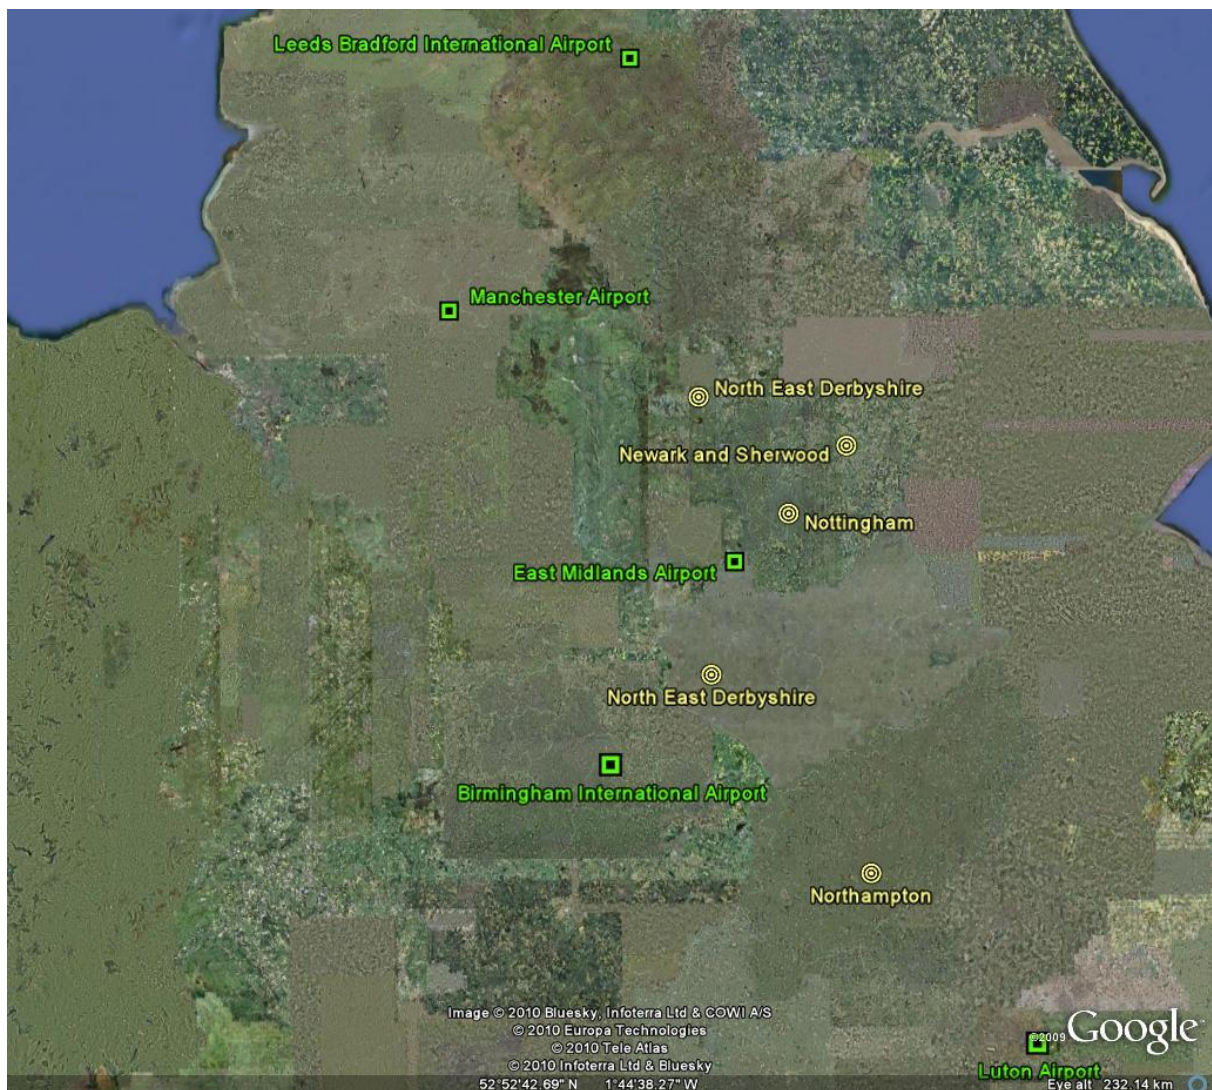 Leeds Bradford International Airport
Manchester Airport
North East Derbyshire
Newark and Sherwood
Nottingham
East Midlands Airport
North East Derbyshire
Birmingham International Airport
Northampton
Image © 2010 Bluesky, Infoterra Ltd & COWI A/S
© 2010 Europa Technologies
© 2010 Tele Atlas
© 2010 Infoterra Ltd & Bluesky
©2009 Google
Luton Airport
52°52'42.69" N 1°44'38.27" W
Eye alt 232.14 km